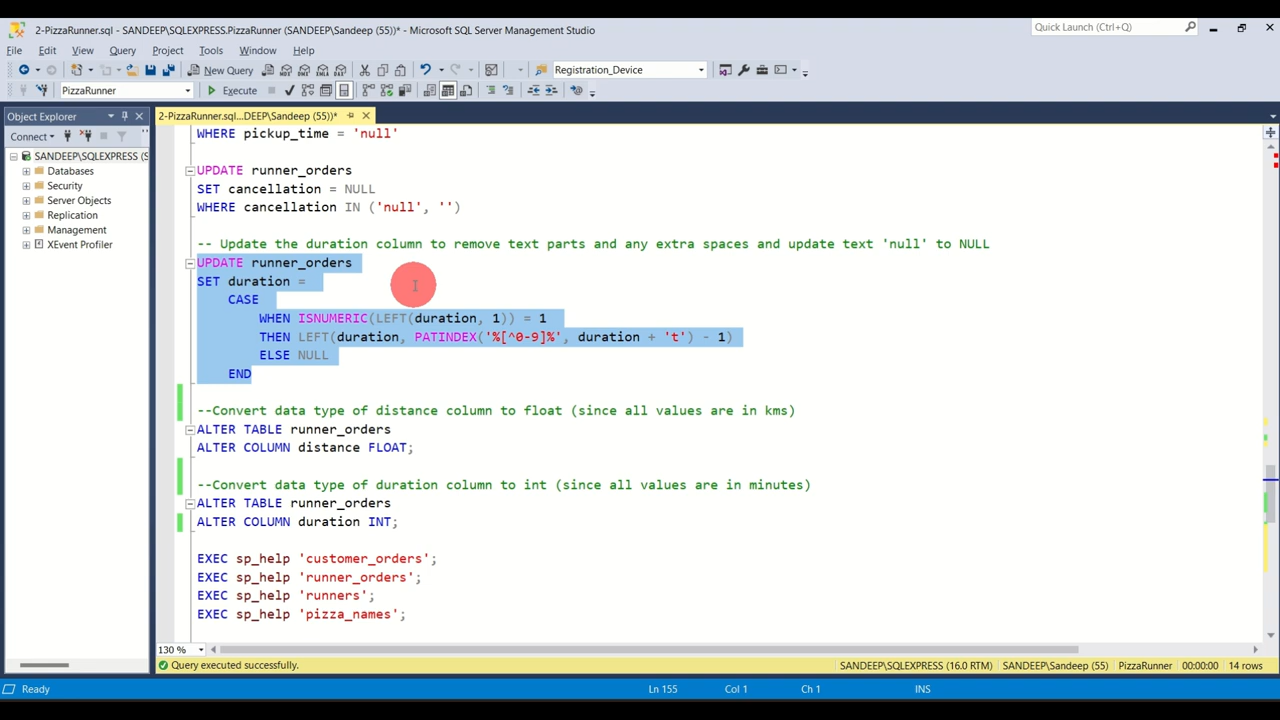 2-PizzaRunner.sql - SANDEEP\SQLEXPRESS.PizzaRunner (SANDEEP\Sandeep (55))* - Microsoft SQL Server Management Studio
Quick Launch (Ctrl+Q)
File Edit View Query Project Tools Window Help
New Query
Registration_Device
PizzaRunner
Execute
Object Explorer
2-PizzaRunner.sql...DEEP\Sandeep (55))*
Connect
SANDEEP\SQLEXPRESS (S
Databases
Security
Server Objects
Replication
Management
XEvent Profiler
WHERE pickup_time = 'null'
UPDATE runner_orders
SET cancellation = NULL
WHERE cancellation IN ('null', '')
-- Update the duration column to remove text parts and any extra spaces and update text 'null' to NULL
UPDATE runner_orders
SET duration =
CASE
WHEN ISNUMERIC(LEFT(duration, 1)) = 1
THEN LEFT(duration, PATINDEX('%[^0-9]%', duration + 't') - 1)
ELSE NULL
END
--Convert data type of distance column to float (since all values are in kms)
ALTER TABLE runner_orders
ALTER COLUMN distance FLOAT;
--Convert data type of duration column to int (since all values are in minutes)
ALTER TABLE runner_orders
ALTER COLUMN duration INT;
EXEC sp_help 'customer_orders';
EXEC sp_help 'runner_orders';
EXEC sp_help 'runners';
EXEC sp_help 'pizza_names';
130 %
Query executed successfully.
SANDEEP\SQLEXPRESS (16.0 RTM) SANDEEP\Sandeep (55) PizzaRunner 00:00:00 14 rows
Ready
Ln 155 Col 1 Ch 1 INS